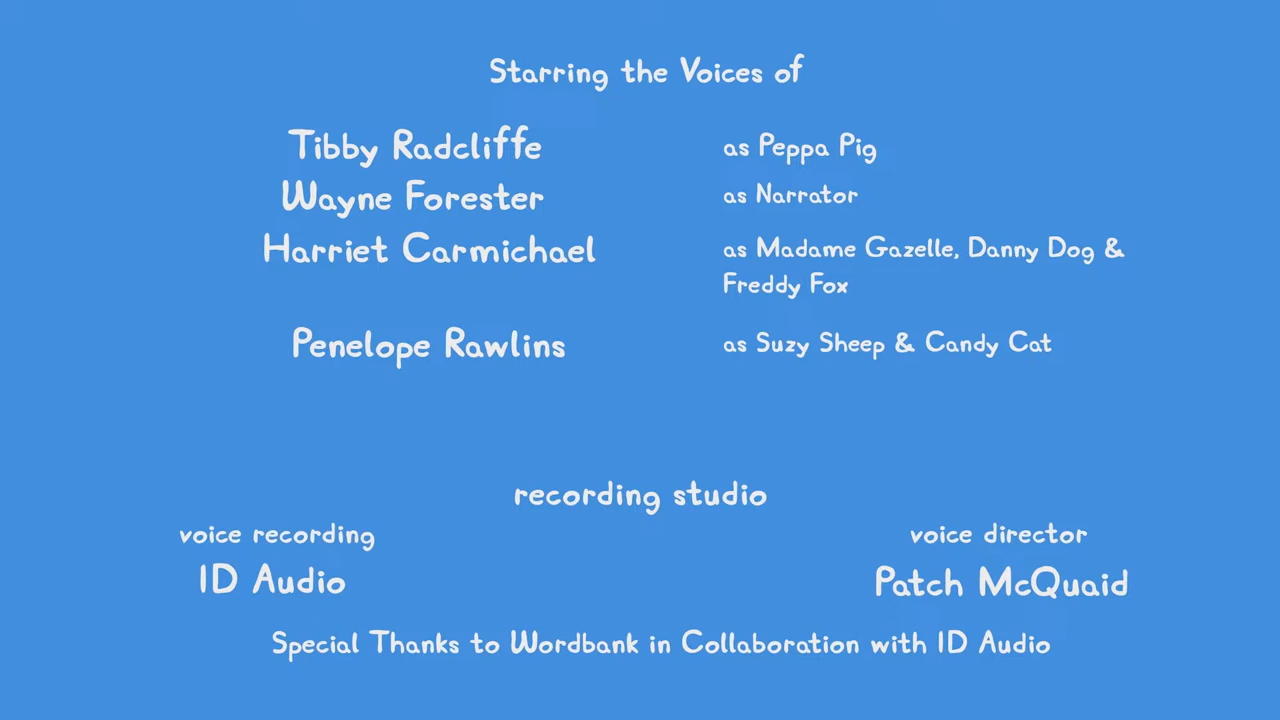 Starring the Voices of
Tibby Radcliffe as Peppa Pig
Wayne Forester as Narrator
Harriet Carmichael as Madame Gazelle, Danny Dog &
Freddy Fox
Penelope Rawlins as Suzy Sheep & Candy Cat
recording studio
voice recording voice director
ID Audio Patch McQuaid
Special Thanks to Wordbank in Collaboration with ID Audio